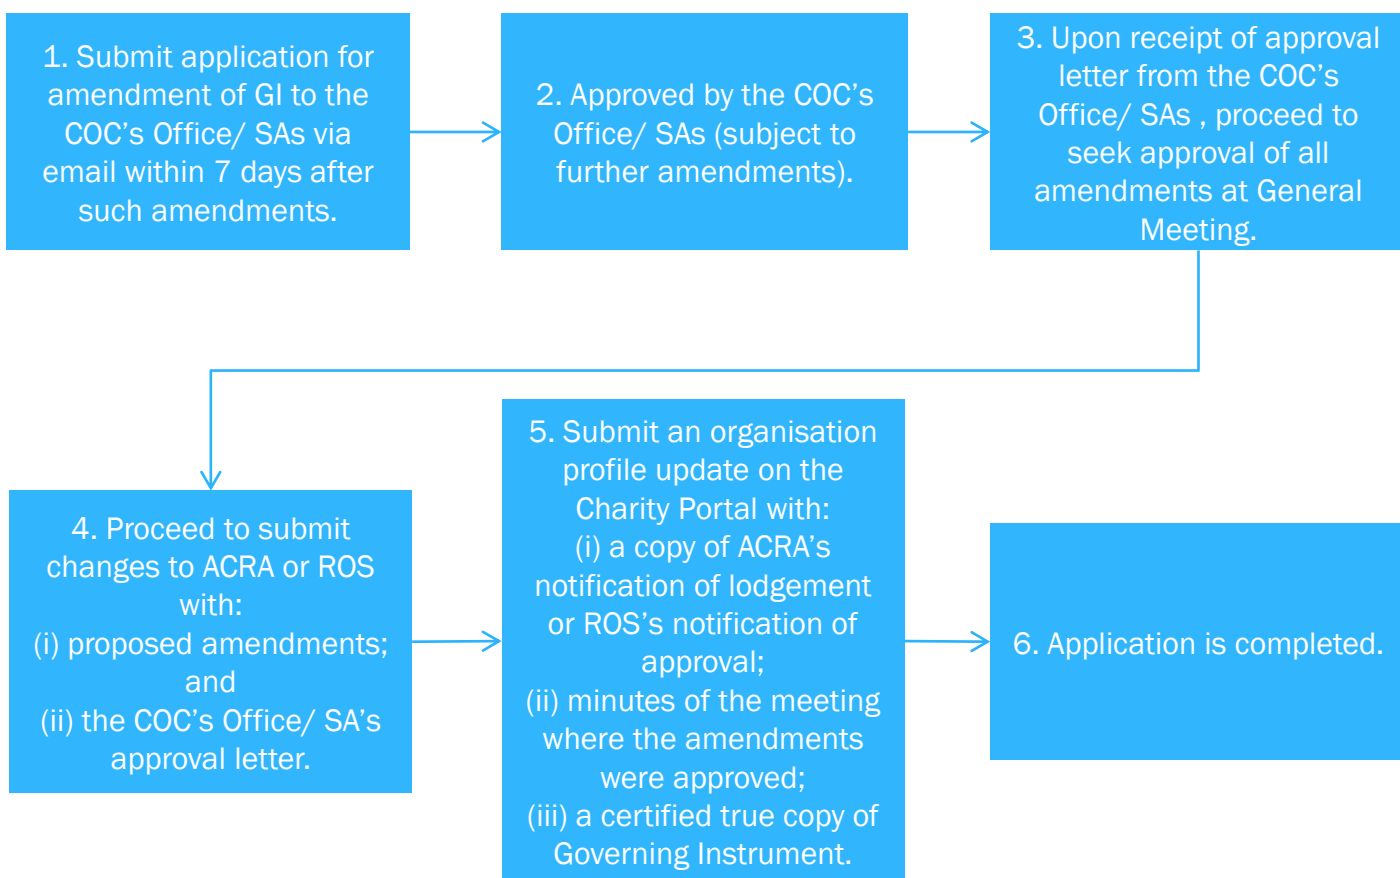 1. Submit application for
amendment of GI to the
COC’s Office/ SAs via
email within 7 days after
such amendments.
2. Approved by the COC’s
Office/ SAs (subject to
further amendments).
3. Upon receipt of approval
letter from the COC’s
Office/ SAs , proceed to
seek approval of all
amendments at General
Meeting.
4. Proceed to submit
changes to ACRA or ROS
with:
(i) proposed amendments;
and
(ii) the COC’s Office/ SA’s
approval letter.
5. Submit an organisation
profile update on the
Charity Portal with:
(i) a copy of ACRA’s
notification of lodgement
or ROS’s notification of
approval;
(ii) minutes of the meeting
where the amendments
were approved;
(iii) a certified true copy of
Governing Instrument.
6. Application is completed.